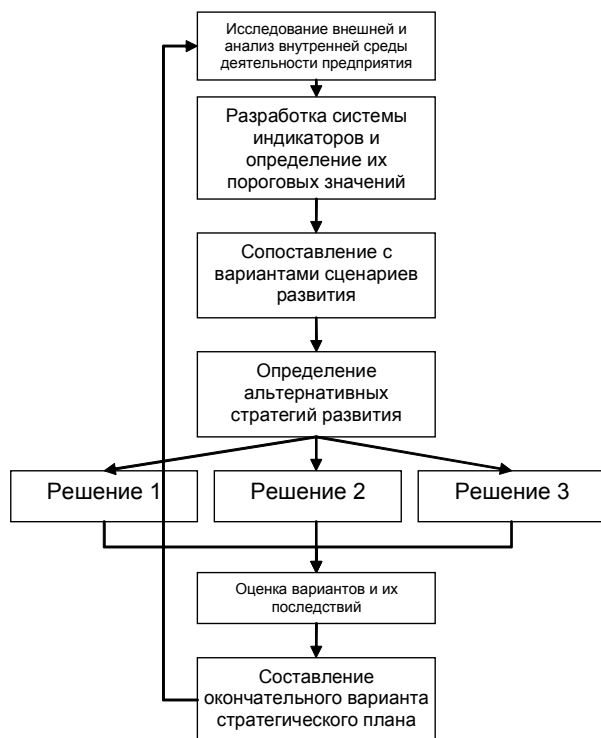 Исследование внешней и
анализ внутренней среды
деятельности предприятия
Разработка системы
индикаторов и
определение их
пороговых значений
Сопоставление с
вариантами сценариев
развития
Определение
альтернативных
стратегий развития
Решение 1
Решение 2
Решение 3
Оценка вариантов и их
последствий
Составление
окончательного варианта
стратегического плана